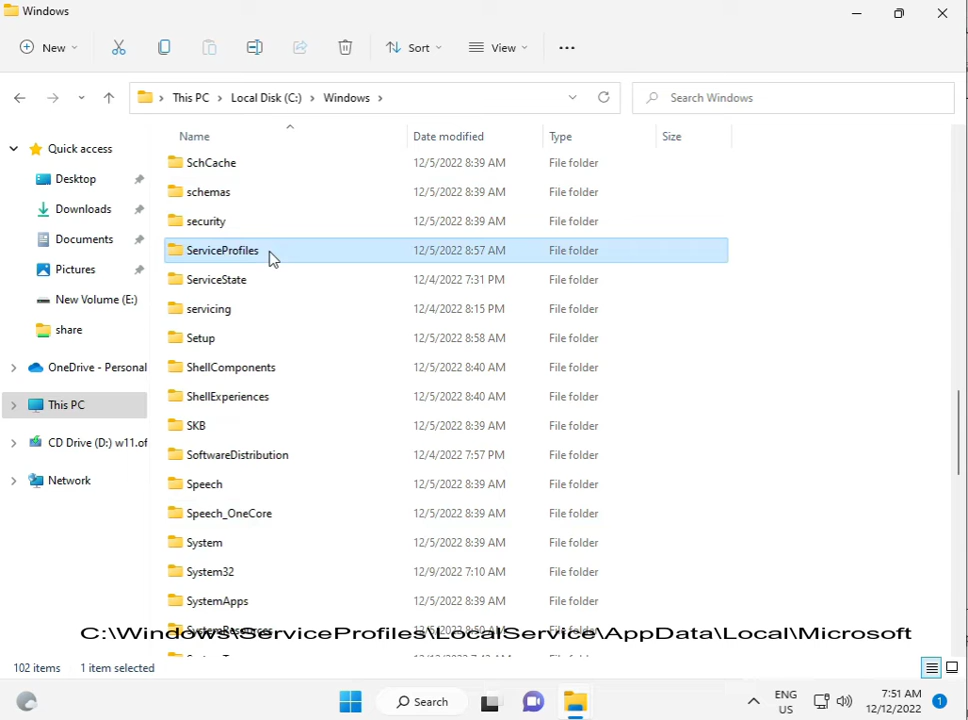 Windows
New
Sort
View
This PC
Local Disk (C:)
Windows
Search Windows
Name
Date modified
Type
Size
Quick access
Desktop
Downloads
Documents
Pictures
New Volume (E:)
share
OneDrive - Personal
This PC
CD Drive (D:) w11.of
Network
SchCache 12/5/2022 8:39 AM File folder
schemas 12/5/2022 8:39 AM File folder
security 12/5/2022 8:39 AM File folder
ServiceProfiles 12/5/2022 8:57 AM File folder
ServiceState 12/4/2022 7:31 PM File folder
servicing 12/4/2022 8:15 PM File folder
Setup 12/5/2022 8:58 AM File folder
ShellComponents 12/5/2022 8:40 AM File folder
ShellExperiences 12/5/2022 8:40 AM File folder
SKB 12/5/2022 8:39 AM File folder
SoftwareDistribution 12/4/2022 7:57 PM File folder
Speech 12/5/2022 8:39 AM File folder
Speech_OneCore 12/5/2022 8:39 AM File folder
System 12/5/2022 8:39 AM File folder
System32 12/9/2022 7:10 AM File folder
SystemApps 12/5/2022 8:39 AM File folder
SystemResources File folder
C:\Windows\ServiceProfiles\LocalService\AppData\Local\Microsoft
102 items
1 item selected
Search
ENG
US
7:51 AM
12/12/2022
1